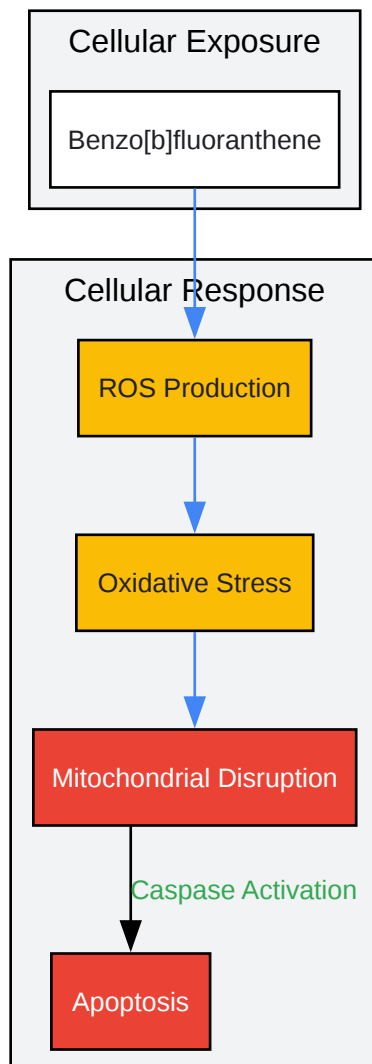 Cellular Exposure
Benzo[b]fluoranthene
Cellular Response
ROS Production
Oxidative Stress
Mitochondrial Disruption
Caspase Activation
Apoptosis